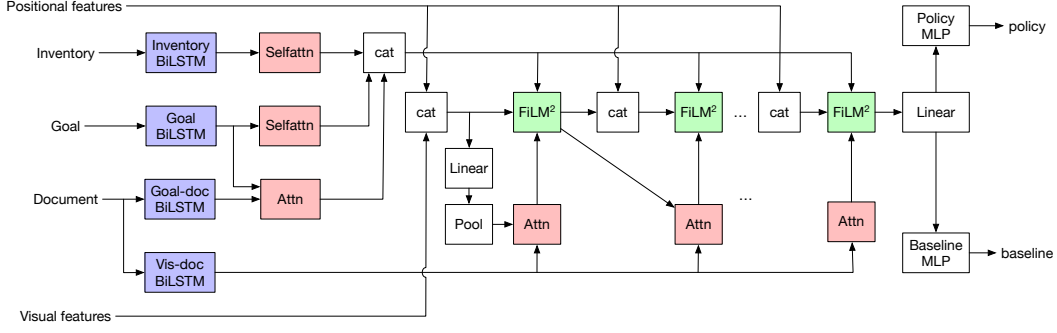 Positional features
Inventory
Inventory
BiLSTM
Selfattn
cat
Policy
MLP
policy
Goal
Goal
BiLSTM
Selfattn
cat
FiLM²
cat
FiLM²
...
cat
FiLM²
Linear
Linear
Document
Goal-doc
BiLSTM
Attn
Pool
Attn
Attn
...
Attn
Vis-doc
BiLSTM
Baseline
MLP
baseline
Visual features